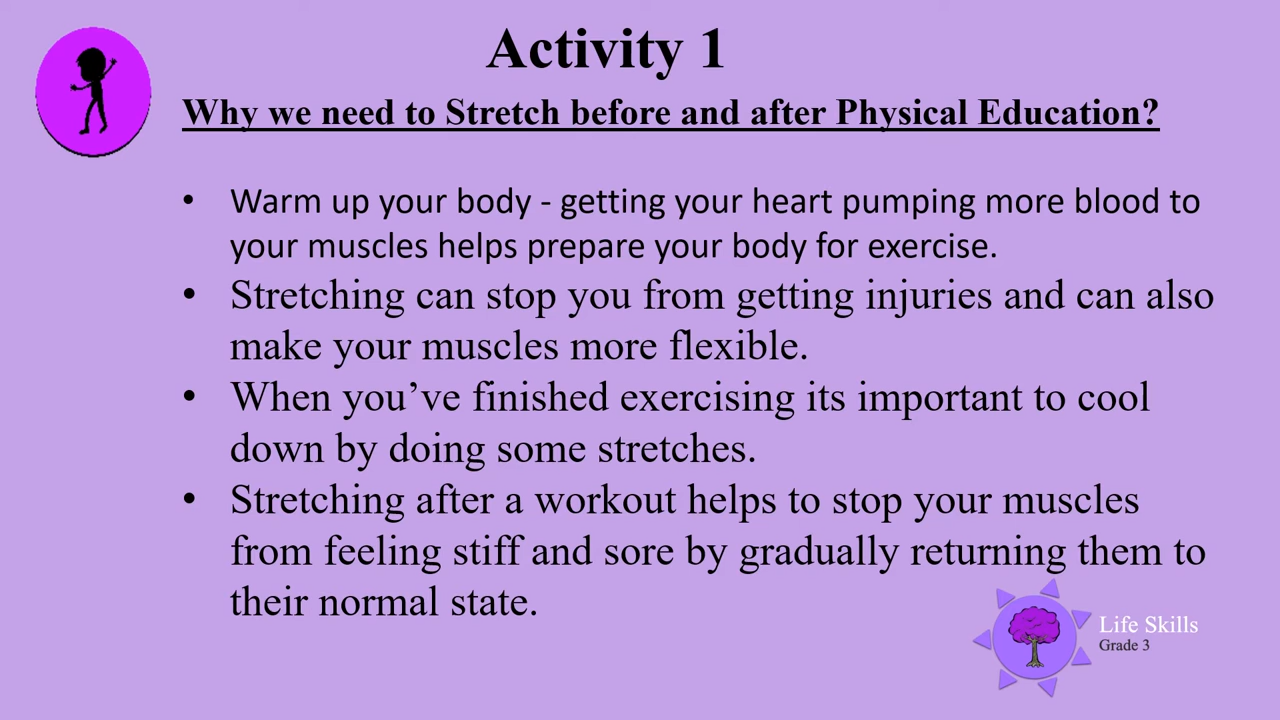 Activity 1
Why we need to Stretch before and after Physical Education?
• Warm up your body - getting your heart pumping more blood to
your muscles helps prepare your body for exercise.
• Stretching can stop you from getting injuries and can also
make your muscles more flexible.
• When you’ve finished exercising its important to cool
down by doing some stretches.
• Stretching after a workout helps to stop your muscles
from feeling stiff and sore by gradually returning them to
their normal state.
Life Skills
Grade 3